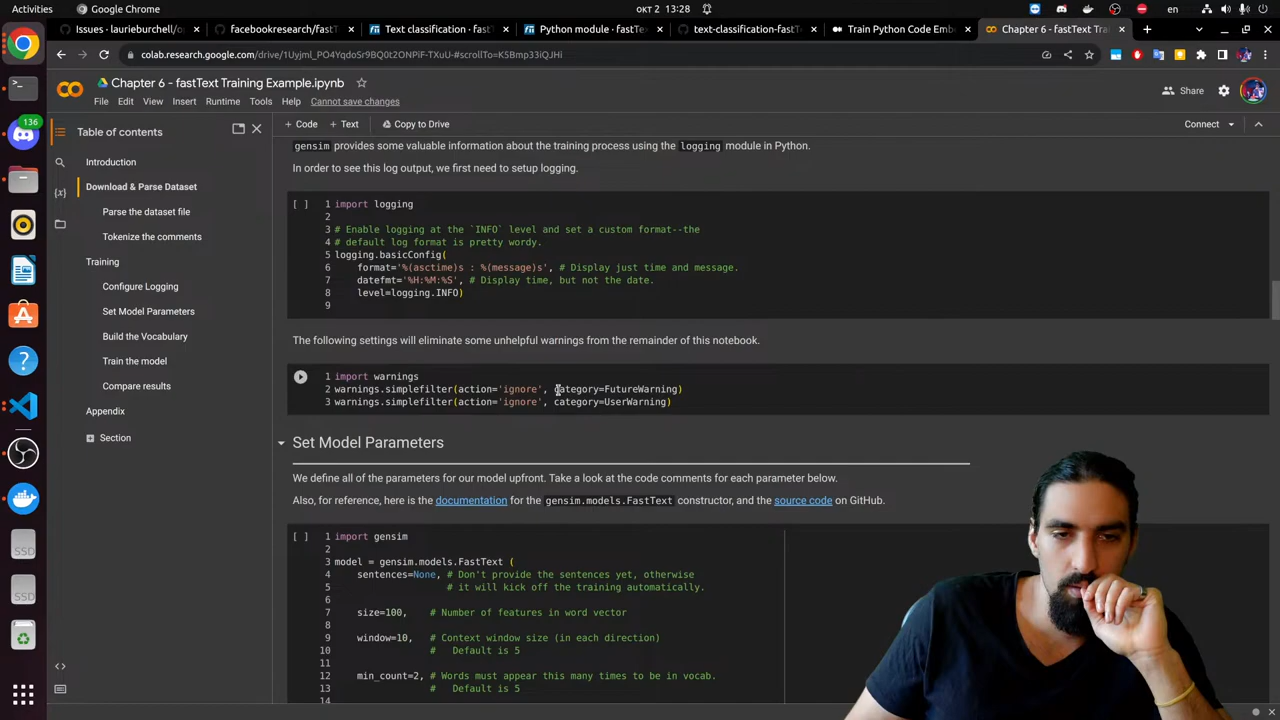 Activities
Google Chrome
окт 2 13:28
en
Issues · lauriebur​chell/o
facebookresearch/fastT
Text classification · fast
Python module · fastTex
text-classification-fastT
Train Python Code Emb
Chapter 6 - fastText Tra
colab.research.google.com/drive/
Chapter 6 - fastText Training Example.ipynb
File Edit View Insert Runtime Tools Help Cannot save changes
Share
+ Code + Text Copy to Drive
Connect
Table of contents
Introduction
Download & Parse Dataset
Parse the dataset file
Tokenize the comments
Training
Configure Logging
Set Model Parameters
Build the Vocabulary
Train the model
Compare results
Appendix
Section
136
SSD
SSD
SSD
gensim provides some valuable information about the training process using the logging module in Python.
In order to see this log output, we first need to setup logging.
[ ] 1 import logging
2
3 # Enable logging at the `INFO` level and set a custom format--the
4 # default log format is pretty wordy.
5 logging.basicConfig(
6 format='%(asctime)s : %(message)s', # Display just time and message.
7 datefmt='%H:%M:%S', # Display time, but not the date.
8 level=logging.INFO)
9
The following settings will eliminate some unhelpful warnings from the remainder of this notebook.
1 import warnings
2 warnings.simplefilter(action='ignore', category=FutureWarning)
3 warnings.simplefilter(action='ignore', category=UserWarning)
Set Model Parameters
We define all of the parameters for our model upfront. Take a look at the code comments for each parameter below.
Also, for reference, here is the documentation for the gensim.models.FastText constructor, and the source code on GitHub.
[ ] 1 import gensim
2
3 model = gensim.models.FastText (
4 sentences=None, # Don't provide the sentences yet, otherwise
5 # it will kick off the training automatically.
6
7 size=100, # Number of features in word vector
8
9 window=10, # Context window size (in each direction)
10 # Default is 5
11
12 min_count=2, # Words must appear this many times to be in vocab.
13 # Default is 5
14